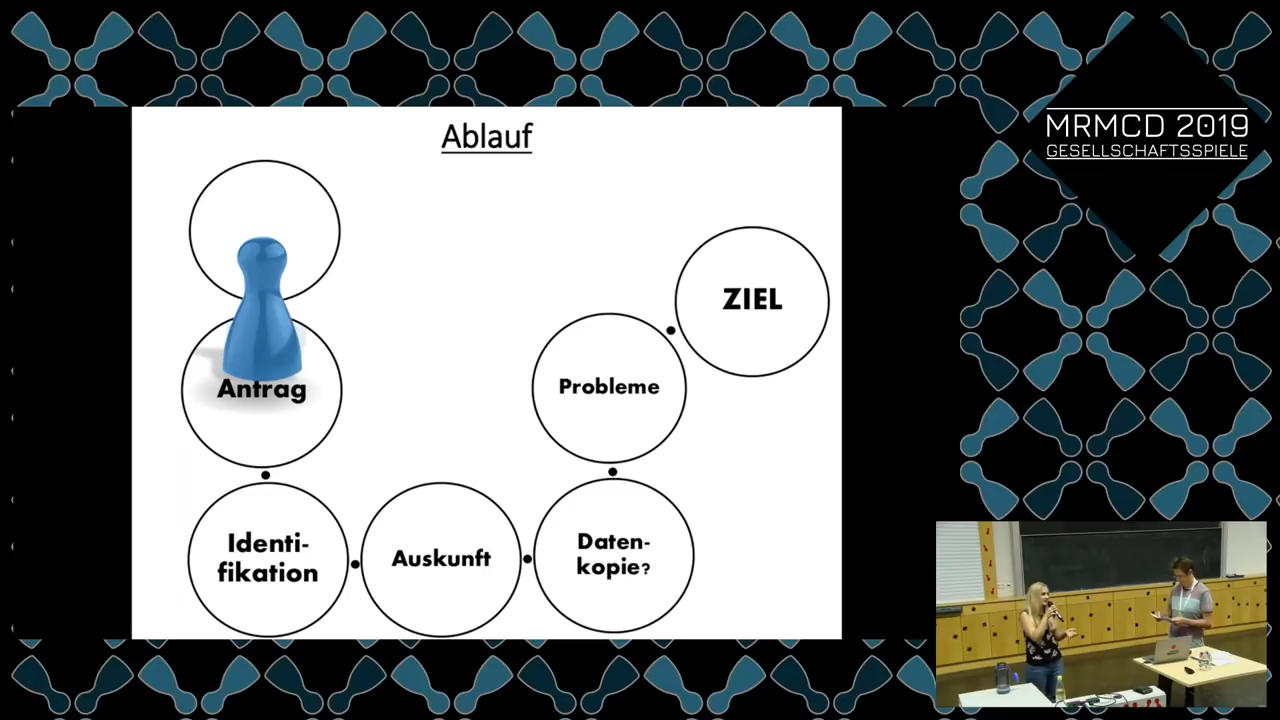 Ablauf
MRMCD 2019
GESELLSCHAFTSSPIELE
ZIEL
Probleme
Antrag
Identi-
fikation
Auskunft
Daten-
kopie?